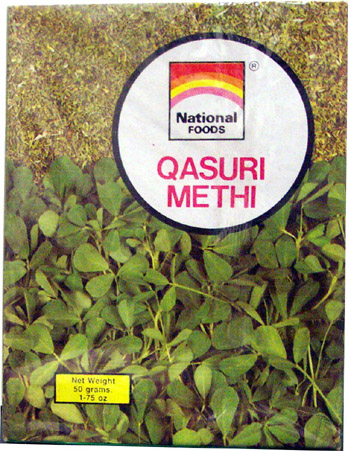 ®
National
FOODS
QASURI
METHI
Net Weight
50 grams
1-75 oz